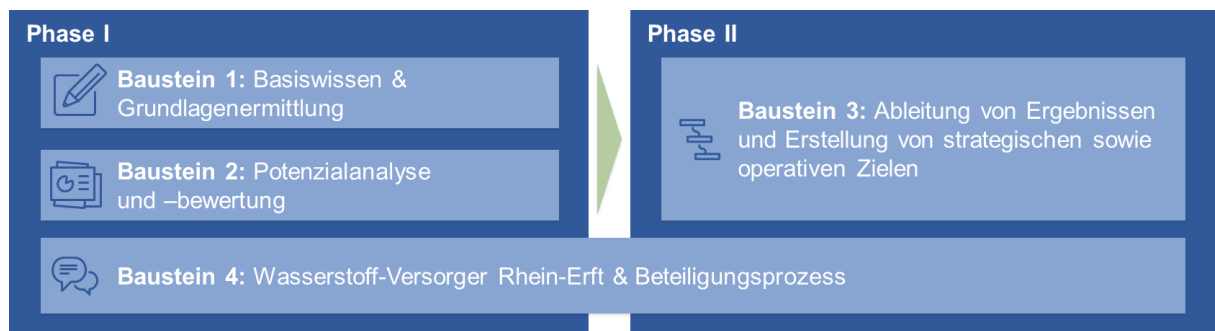 Phase I
Baustein 1: Basiswissen &
Grundlagenermittlung
Baustein 2: Potenzialanalyse
und –bewertung
Phase II
Baustein 3: Ableitung von Ergebnissen
und Erstellung von strategischen sowie
operativen Zielen
Baustein 4: Wasserstoff-Versorger Rhein-Erft & Beteiligungsprozess